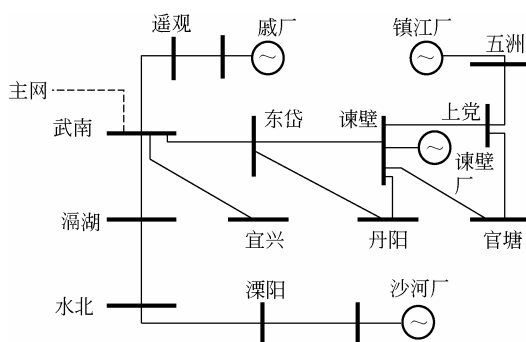 遥观
戚厂
镇江厂
五洲
主网
武南
东岱
谏壁
上党
谏壁
厂
滆湖
宜兴
丹阳
官塘
水北
溧阳
沙河厂